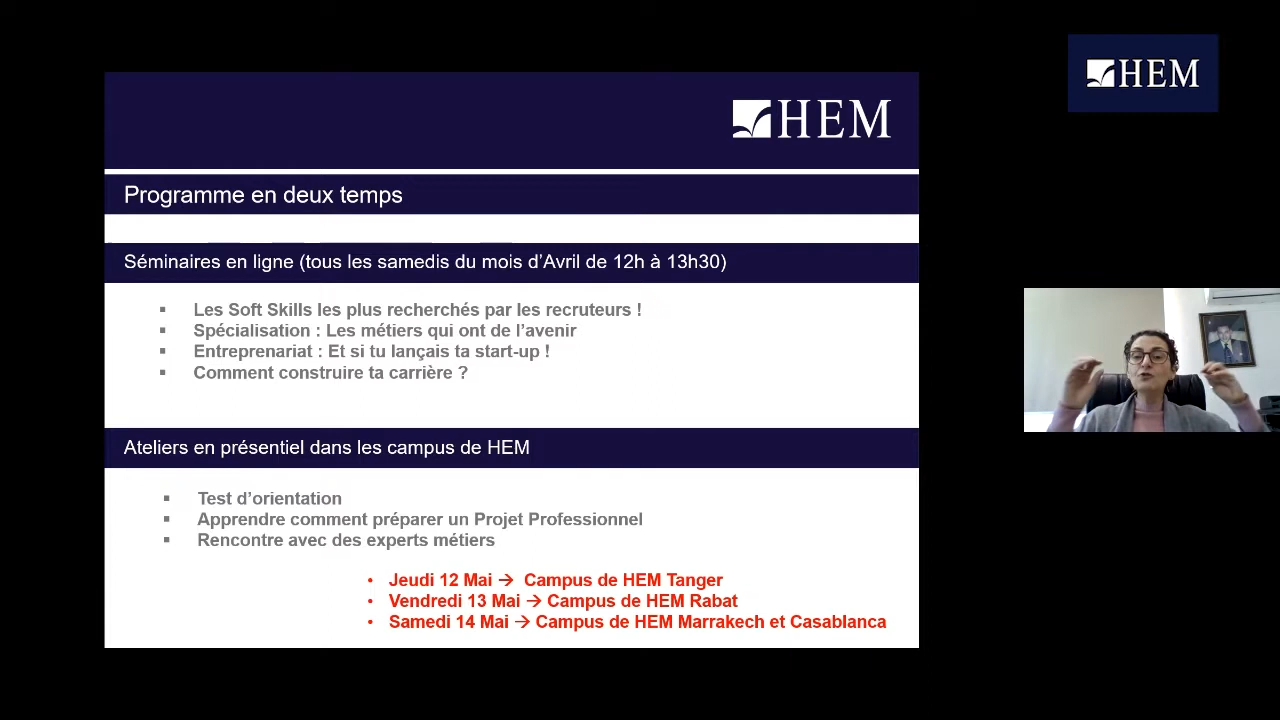 HEM
HEM
Programme en deux temps
Séminaires en ligne (tous les samedis du mois d’Avril de 12h à 13h30)
▪ Les Soft Skills les plus recherchés par les recruteurs !
▪ Spécialisation : Les métiers qui ont de l’avenir
▪ Entreprenariat : Et si tu lançais ta start-up !
▪ Comment construire ta carrière ?
Ateliers en présentiel dans les campus de HEM
▪ Test d’orientation
▪ Apprendre comment préparer un Projet Professionnel
▪ Rencontre avec des experts métiers
• Jeudi 12 Mai → Campus de HEM Tanger
• Vendredi 13 Mai → Campus de HEM Rabat
• Samedi 14 Mai → Campus de HEM Marrakech et Casablanca